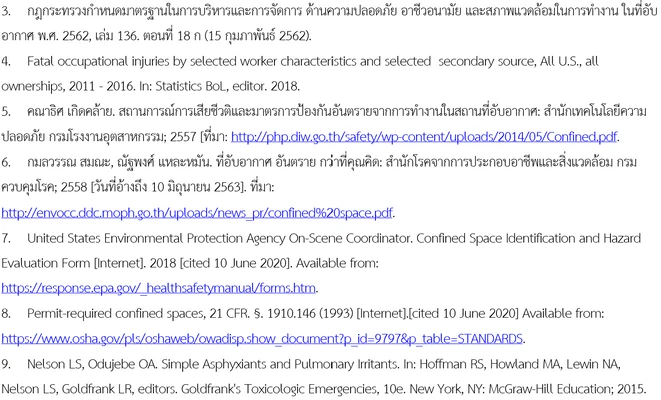 3. กฎกระทรวงกำหนดมาตรฐานในการบริหารและการจัดการ ด้านความปลอดภัย อาชีวอนามัย และสภาพแวดล้อมในการทำงาน ในที่อับ
อากาศ พ.ศ. 2562, เล่ม 136. ตอนที่ 18 ก (15 กุมภาพันธ์ 2562).
4. Fatal occupational injuries by selected worker characteristics and selected secondary source, All U.S., all
ownerships, 2011 - 2016. In: Statistics BoL, editor. 2018.
5. คณาธิศ เกิดคล้าย. สถานการณ์การเสียชีวติและมาตรการป้องกันอันตรายจากการทำงานในสถานที่อับอากาศ: สำนักเทคโนโลยีความ
ปลอดภัย กรมโรงงานอุตสาหกรรม; 2557 [ที่มา: http://php.diw.go.th/safety/wp-content/uploads/2014/05/Confined.pdf.
6. กมลวรรณ สมณะ, ณัฐพงศ์ แหละหมัน. ที่อับอากาศ อันตราย กว่าที่คุณคิด: สำนักโรคจากการประกอบอาชีพและสิ่งแวดล้อม กรม
ควบคุมโรค; 2558 [วันที่อ้างถึง 10 มิถุนายน 2563]. ที่มา:
http://envocc.ddc.moph.go.th/uploads/news_pr/confined%20space.pdf.
7. United States Environmental Protection Agency On-Scene Coordinator. Confined Space Identification and Hazard
Evaluation Form [Internet]. 2018 [cited 10 June 2020]. Available from:
https://response.epa.gov/_healthsafetymanual/forms.htm.
8. Permit-required confined spaces, 21 CFR. §. 1910.146 (1993) [Internet].[cited 10 June 2020] Available from:
https://www.osha.gov/pls/oshaweb/owadisp.show_document?p_id=9797&p_table=STANDARDS.
9. Nelson LS, Odujebe OA. Simple Asphyxiants and Pulmonary Irritants. In: Hoffman RS, Howland MA, Lewin NA,
Nelson LS, Goldfrank LR, editors. Goldfrank's Toxicologic Emergencies, 10e. New York, NY: McGraw-Hill Education; 2015.